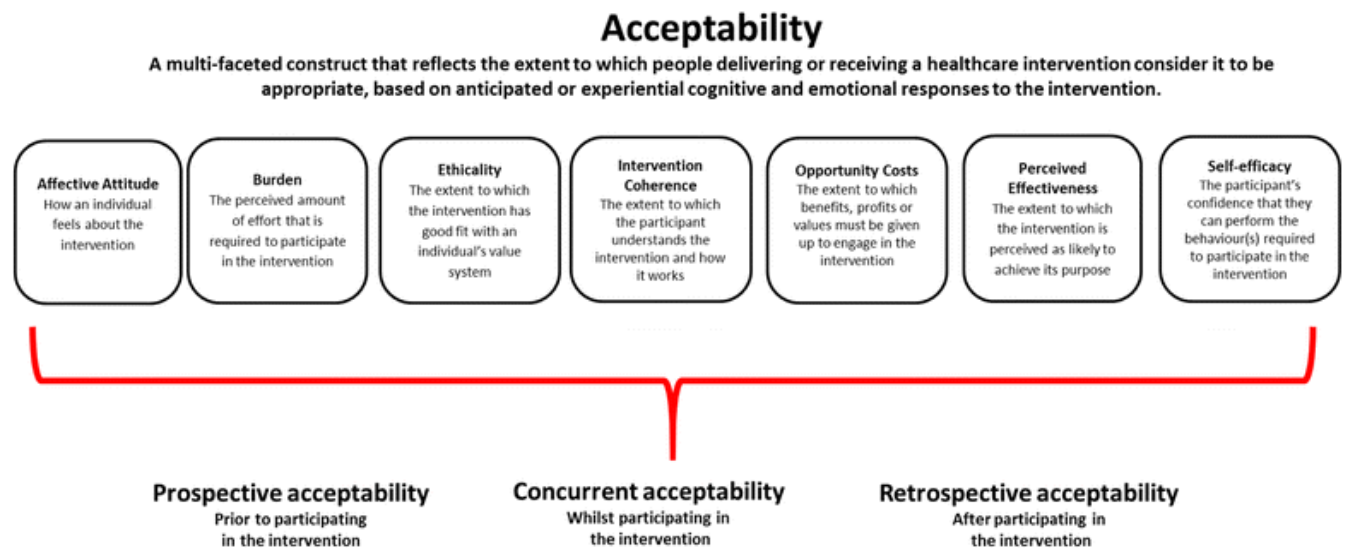 Acceptability
A multi-faceted construct that reflects the extent to which people delivering or receiving a healthcare intervention consider it to be
appropriate, based on anticipated or experiential cognitive and emotional responses to the intervention.
Affective Attitude
How an individual
feels about the
intervention
Burden
The perceived amount
of effort that is
required to participate
in the intervention
Ethicality
The extent to which
the intervention has
good fit with an
individual's value
system
Intervention
Coherence
The extent to which
the participant
understands the
intervention and how
it works
Opportunity Costs
The extent to which
benefits, profits or
values must be given
up to engage in the
intervention
Perceived
Effectiveness
The extent to which
the intervention is
perceived as likely to
achieve its purpose
Self-efficacy
The participant's
confidence that they
can perform the
behaviour(s) required
to participate in the
intervention
Prospective acceptability
Prior to participating
in the intervention
Concurrent acceptability
Whilst participating in
the intervention
Retrospective acceptability
After participating in
the intervention